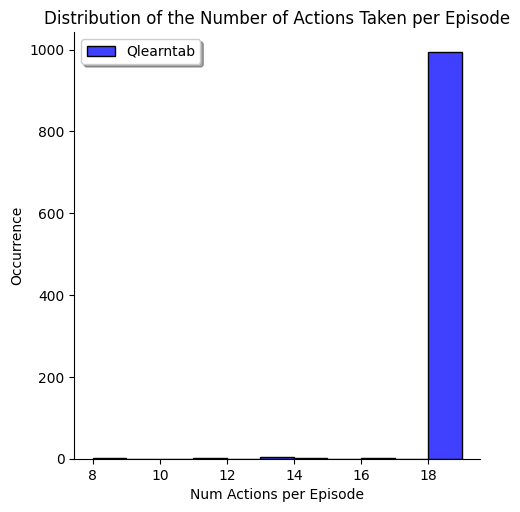 Distribution of the Number of Actions Taken per Episode
Qlearntab
1000
800
600
400
200
0
Occurrence
8 10 12 14 16 18
Num Actions per Episode